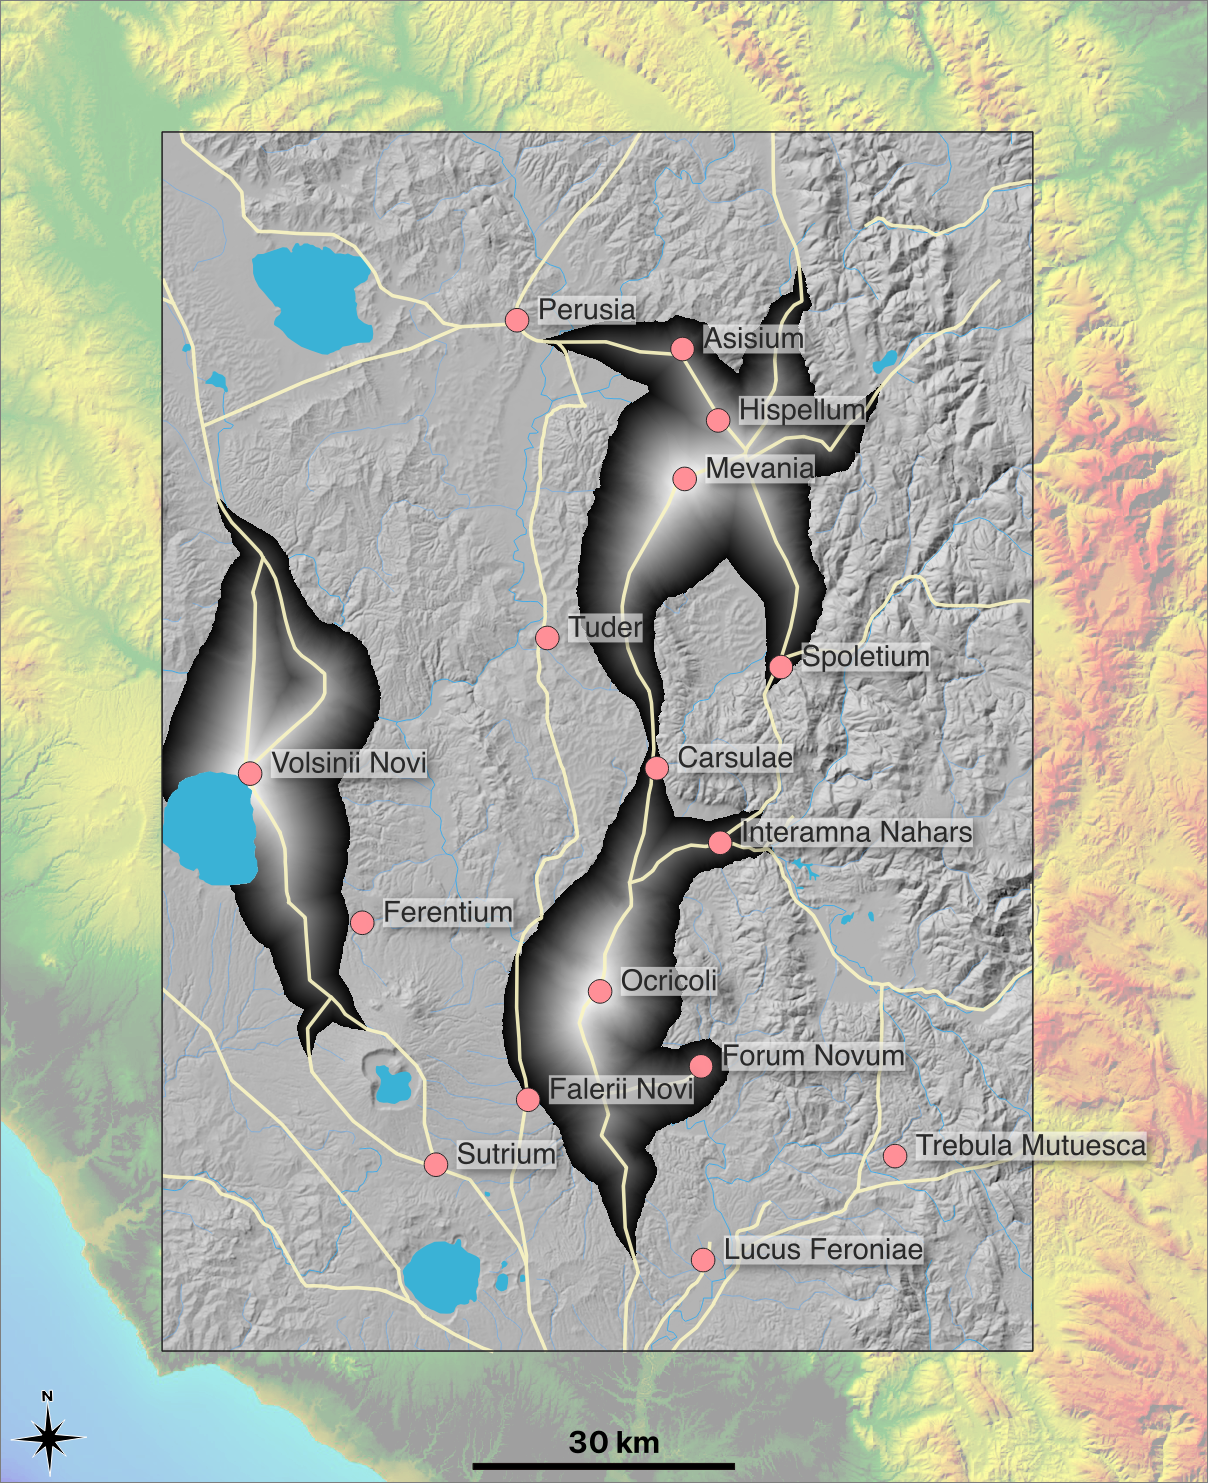 Perusia
Asisium
Hispellum
Mevania
Tuder
Spoletium
Carsulae
Volsinii Novi
Interamna Nahars
Ferentium
Ocricoli
Forum Novum
Falerii Novi
Sutrium
Trebula Mutuesca
Lucus Feroniae
N
30 km